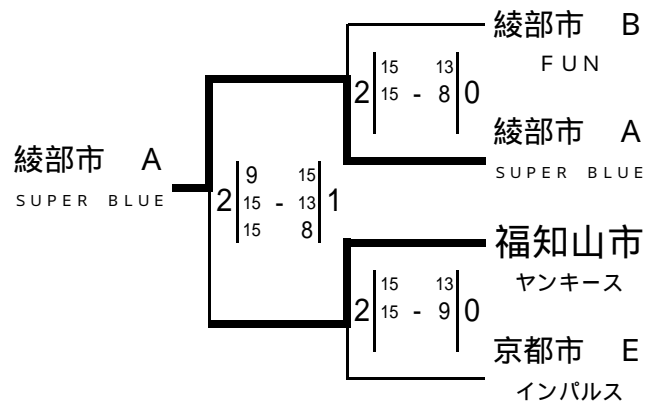 綾部市　B
ＦＵＮ
15 13
2 15 - 8 0
綾部市　A
SUPER BLUE
綾部市　A
SUPER BLUE
9 15
2 15 - 13 1
15 8
福知山市
ヤンキース
15 13
2 15 - 9 0
京都市　E
インパルス